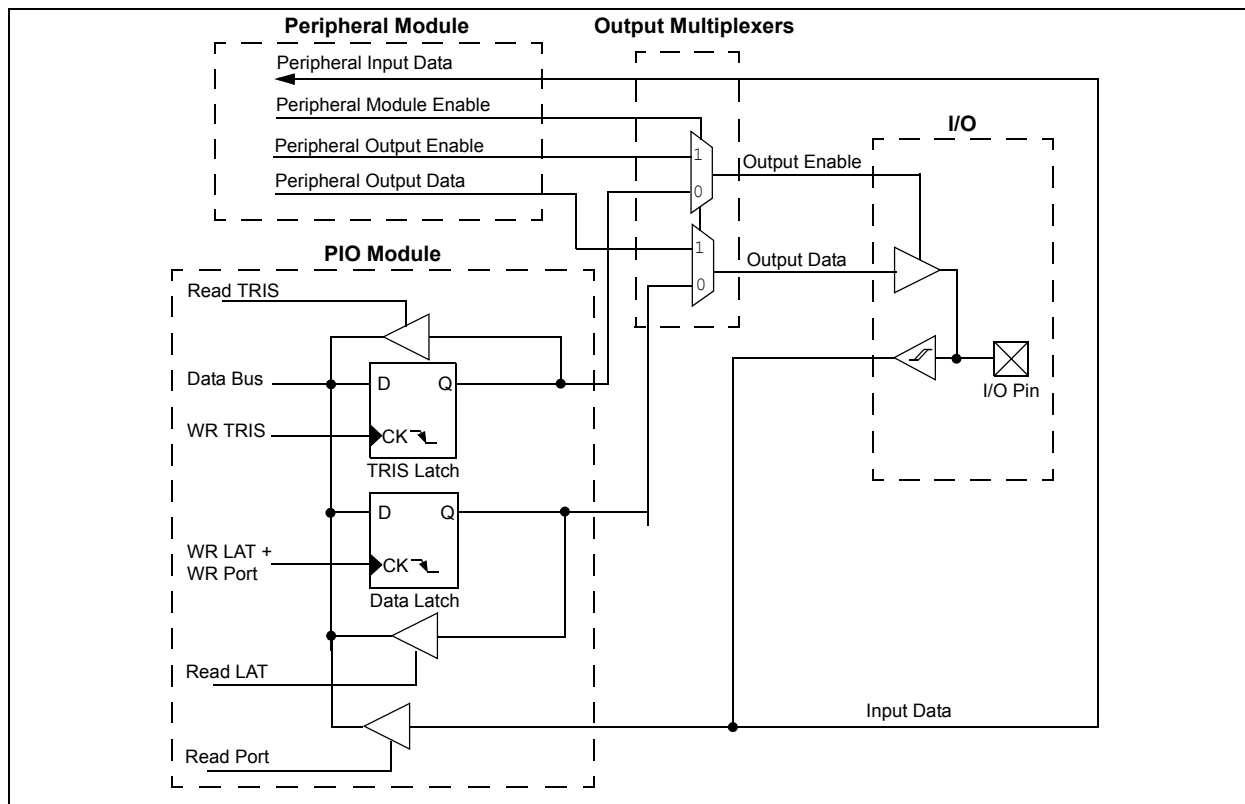 Peripheral Module
Output Multiplexers
Peripheral Input Data
Peripheral Module Enable
Peripheral Output Enable
Peripheral Output Data
1
0
1
0
Output Enable
Output Data
I/O
I/O Pin
PIO Module
Read TRIS
Data Bus
D
Q
WR TRIS
CK
TRIS Latch
D
Q
WR LAT +
WR Port
CK
Data Latch
Read LAT
Read Port
Input Data